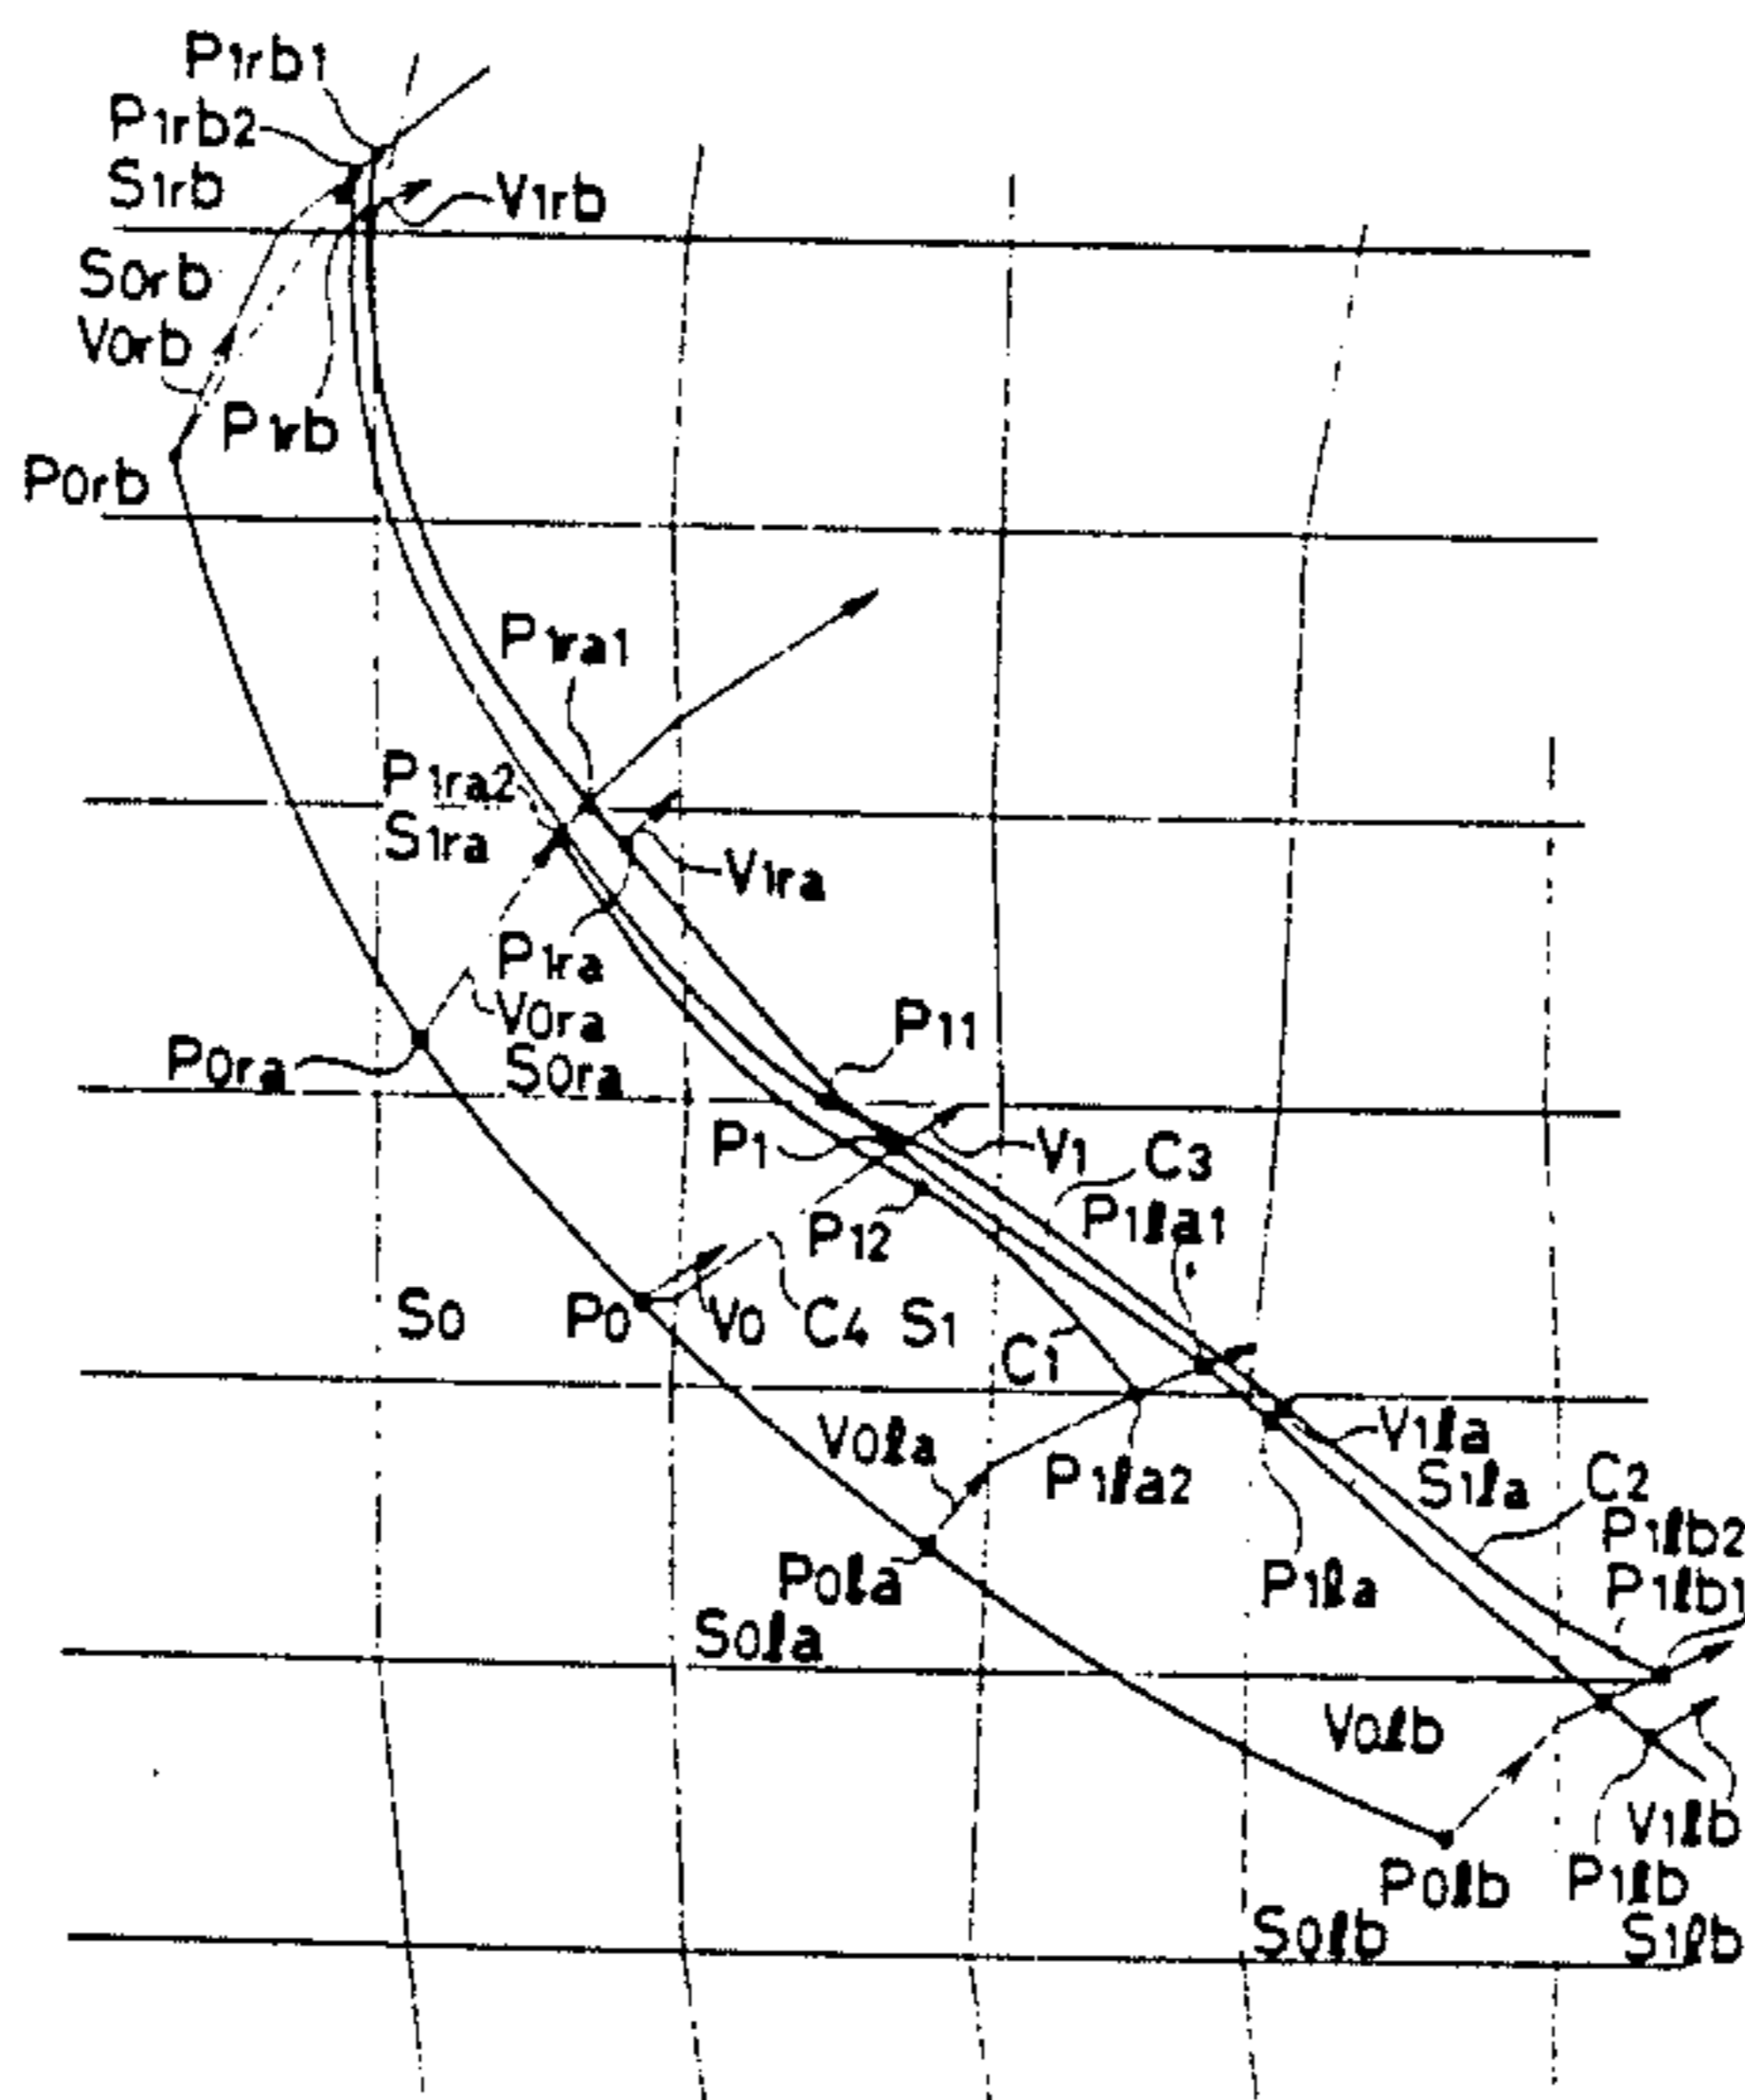 P1rb1
P1rb2
S1rb
V1rb
S0rb
V0rb
P1rb
P0rb
P1ra1
P1ra2
S1ra
V1ra
P1ra
V0ra
P0ra
S0ra
P11
P1
V1
C3
P1ℓa1
P12
S0
P0
V0
C4
S1
C1
V0ℓa
V1ℓa
P1ℓa2
S1ℓa
C2
P1ℓb2
P0ℓa
P1ℓa
P1ℓb1
S0ℓa
V0ℓb
V1ℓb
P0ℓb
P1ℓb
S0ℓb
S1ℓb